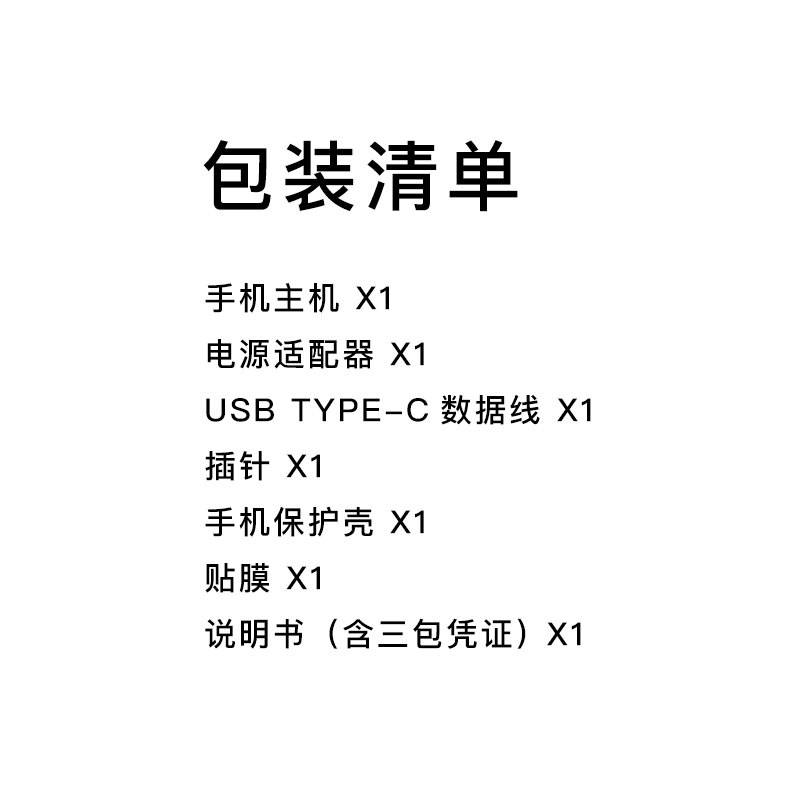 包装清单
手机主机 X1
电源适配器 X1
USB TYPE-C 数据线 X1
插针 X1
手机保护壳 X1
贴膜 X1
说明书（含三包凭证）X1